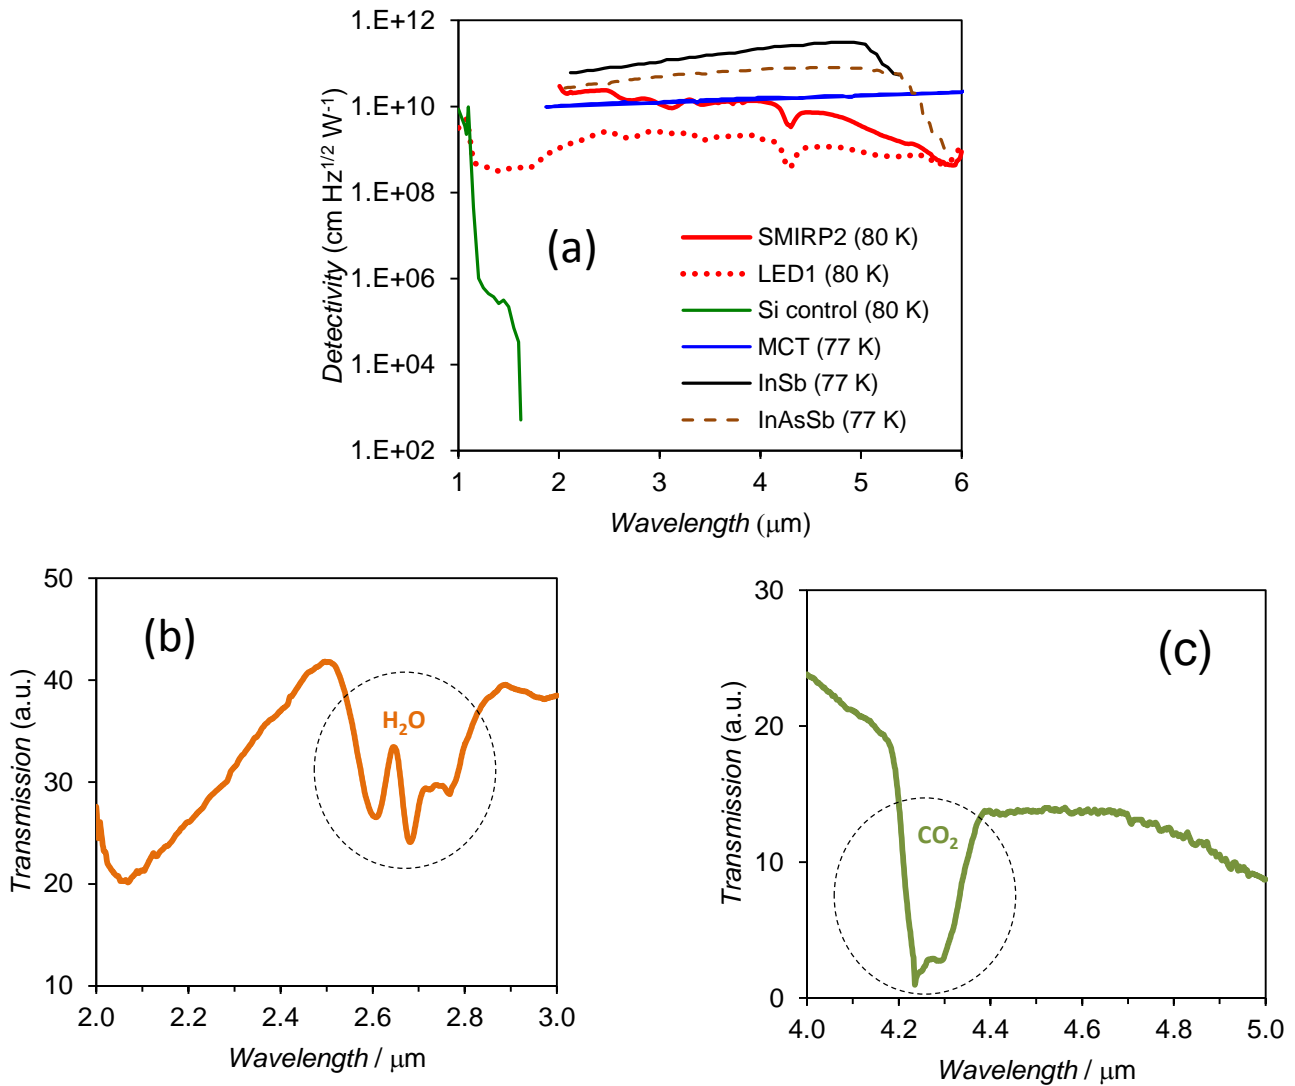 1.E+12
1.E+10
1.E+08
1.E+06
1.E+04
1.E+02
Detectivity (cm Hz1/2 W-1)
(a)
SMIRP2 (80 K)
LED1 (80 K)
Si control (80 K)
MCT (77 K)
InSb (77 K)
InAsSb (77 K)
1 2 3 4 5 6
Wavelength (μm)
50
40
30
20
10
Transmission (a.u.)
(b)
H2O
2.0 2.2 2.4 2.6 2.8 3.0
Wavelength / μm
30
20
10
0
Transmission (a.u.)
(c)
CO2
4.0 4.2 4.4 4.6 4.8 5.0
Wavelength / μm